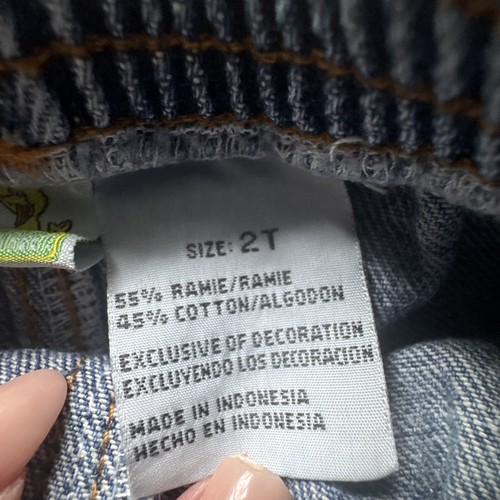 SIZE: 2T
55% RAMIE/RAMIE
45% COTTON/ALGODON
EXCLUSIVE OF DECORATION
EXCLUYENDO LOS DECORACION
MADE IN INDONESIA
HECHO EN INDONESIA